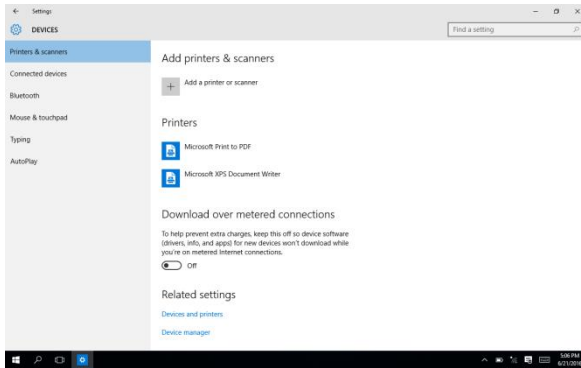 Settings
DEVICES
Find a setting
Printers & scanners
Connected devices
Bluetooth
Mouse & touchpad
Typing
AutoPlay
Add printers & scanners
Add a printer or scanner
Printers
Microsoft Print to PDF
Microsoft XPS Document Writer
Download over metered connections
To help prevent extra charges, keep this off so device software
(drivers, info, and apps) for new devices won't download while
you're on metered Internet connections.
Off
Related settings
Devices and printers
Device manager
5:06 PM